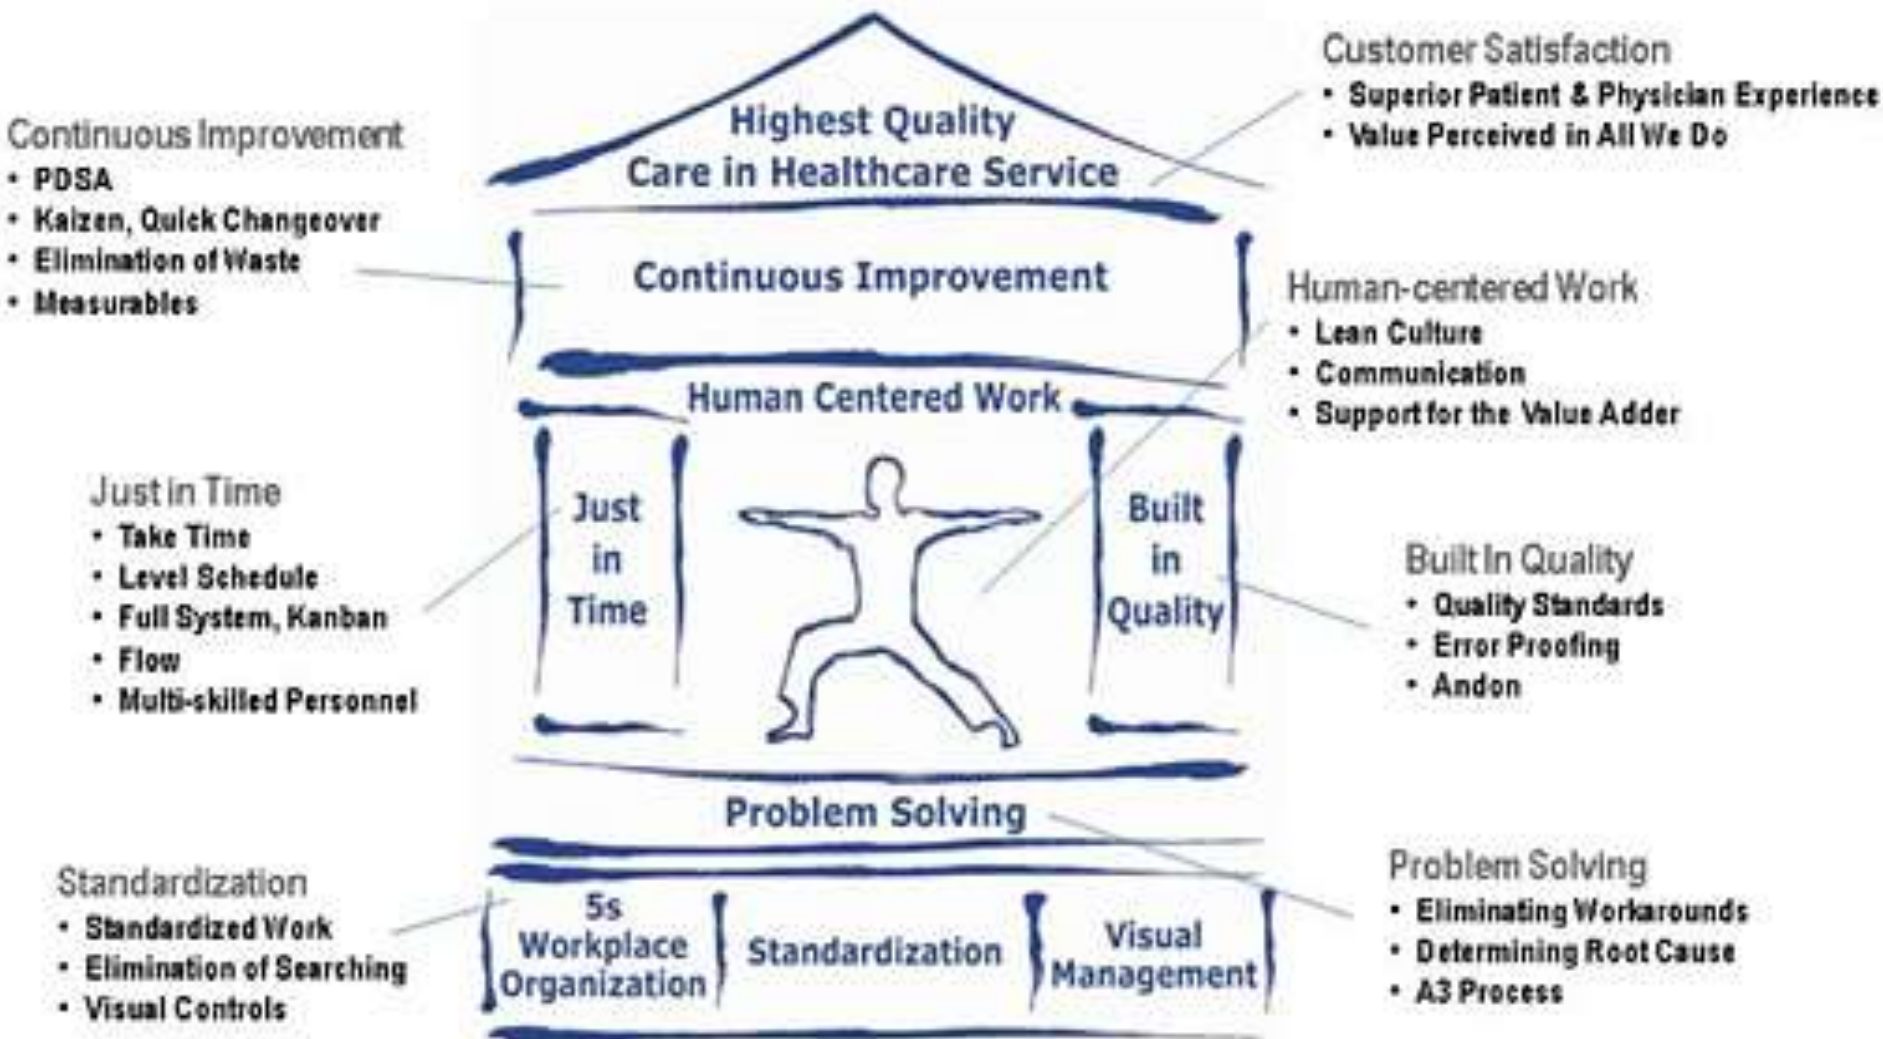 Highest Quality
Care in Healthcare Service
Customer Satisfaction
• Superior Patient & Physician Experience
• Value Perceived in All We Do
Continuous Improvement
• PDSA
• Kaizen, Quick Changeover
• Elimination of Waste
• Measurables
Continuous Improvement
Human-centered Work
• Lean Culture
• Communication
• Support for the Value Adder
Human Centered Work
Just in Time
• Take Time
• Level Schedule
• Full System, Kanban
• Flow
• Multi-skilled Personnel
Just
in
Time
Built
in
Quality
Built In Quality
• Quality Standards
• Error Proofing
• Andon
Problem Solving
Standardization
• Standardized Work
• Elimination of Searching
• Visual Controls
5s
Workplace
Organization
Standardization
Visual
Management
Problem Solving
• Eliminating Workarounds
• Determining Root Cause
• A3 Process